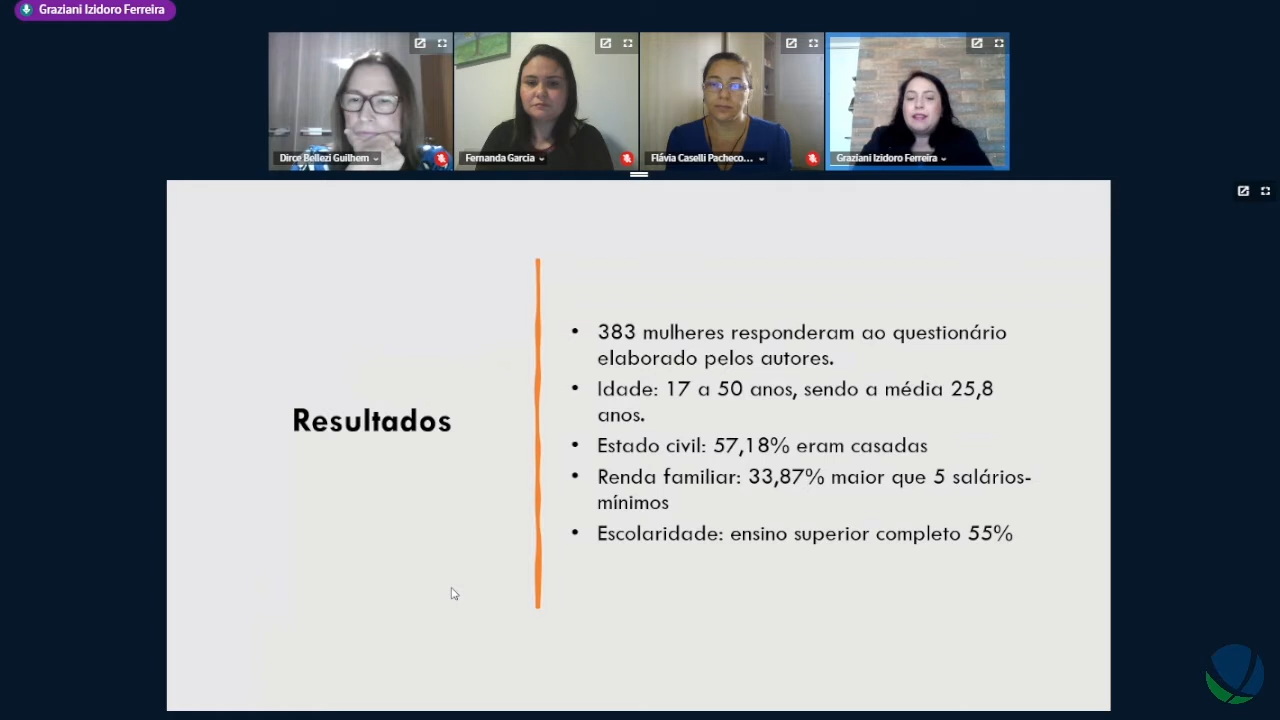 Graziani Izidoro Ferreira
Dirce Bellezi Guilhem
Fernanda Garcia
Flávia Caselli Pacheco...
Graziani Izidoro Ferreira
Resultados
• 383 mulheres responderam ao questionário
elaborado pelos autores.
• Idade: 17 a 50 anos, sendo a média 25,8
anos.
• Estado civil: 57,18% eram casadas
• Renda familiar: 33,87% maior que 5 salários-
mínimos
• Escolaridade: ensino superior completo 55%